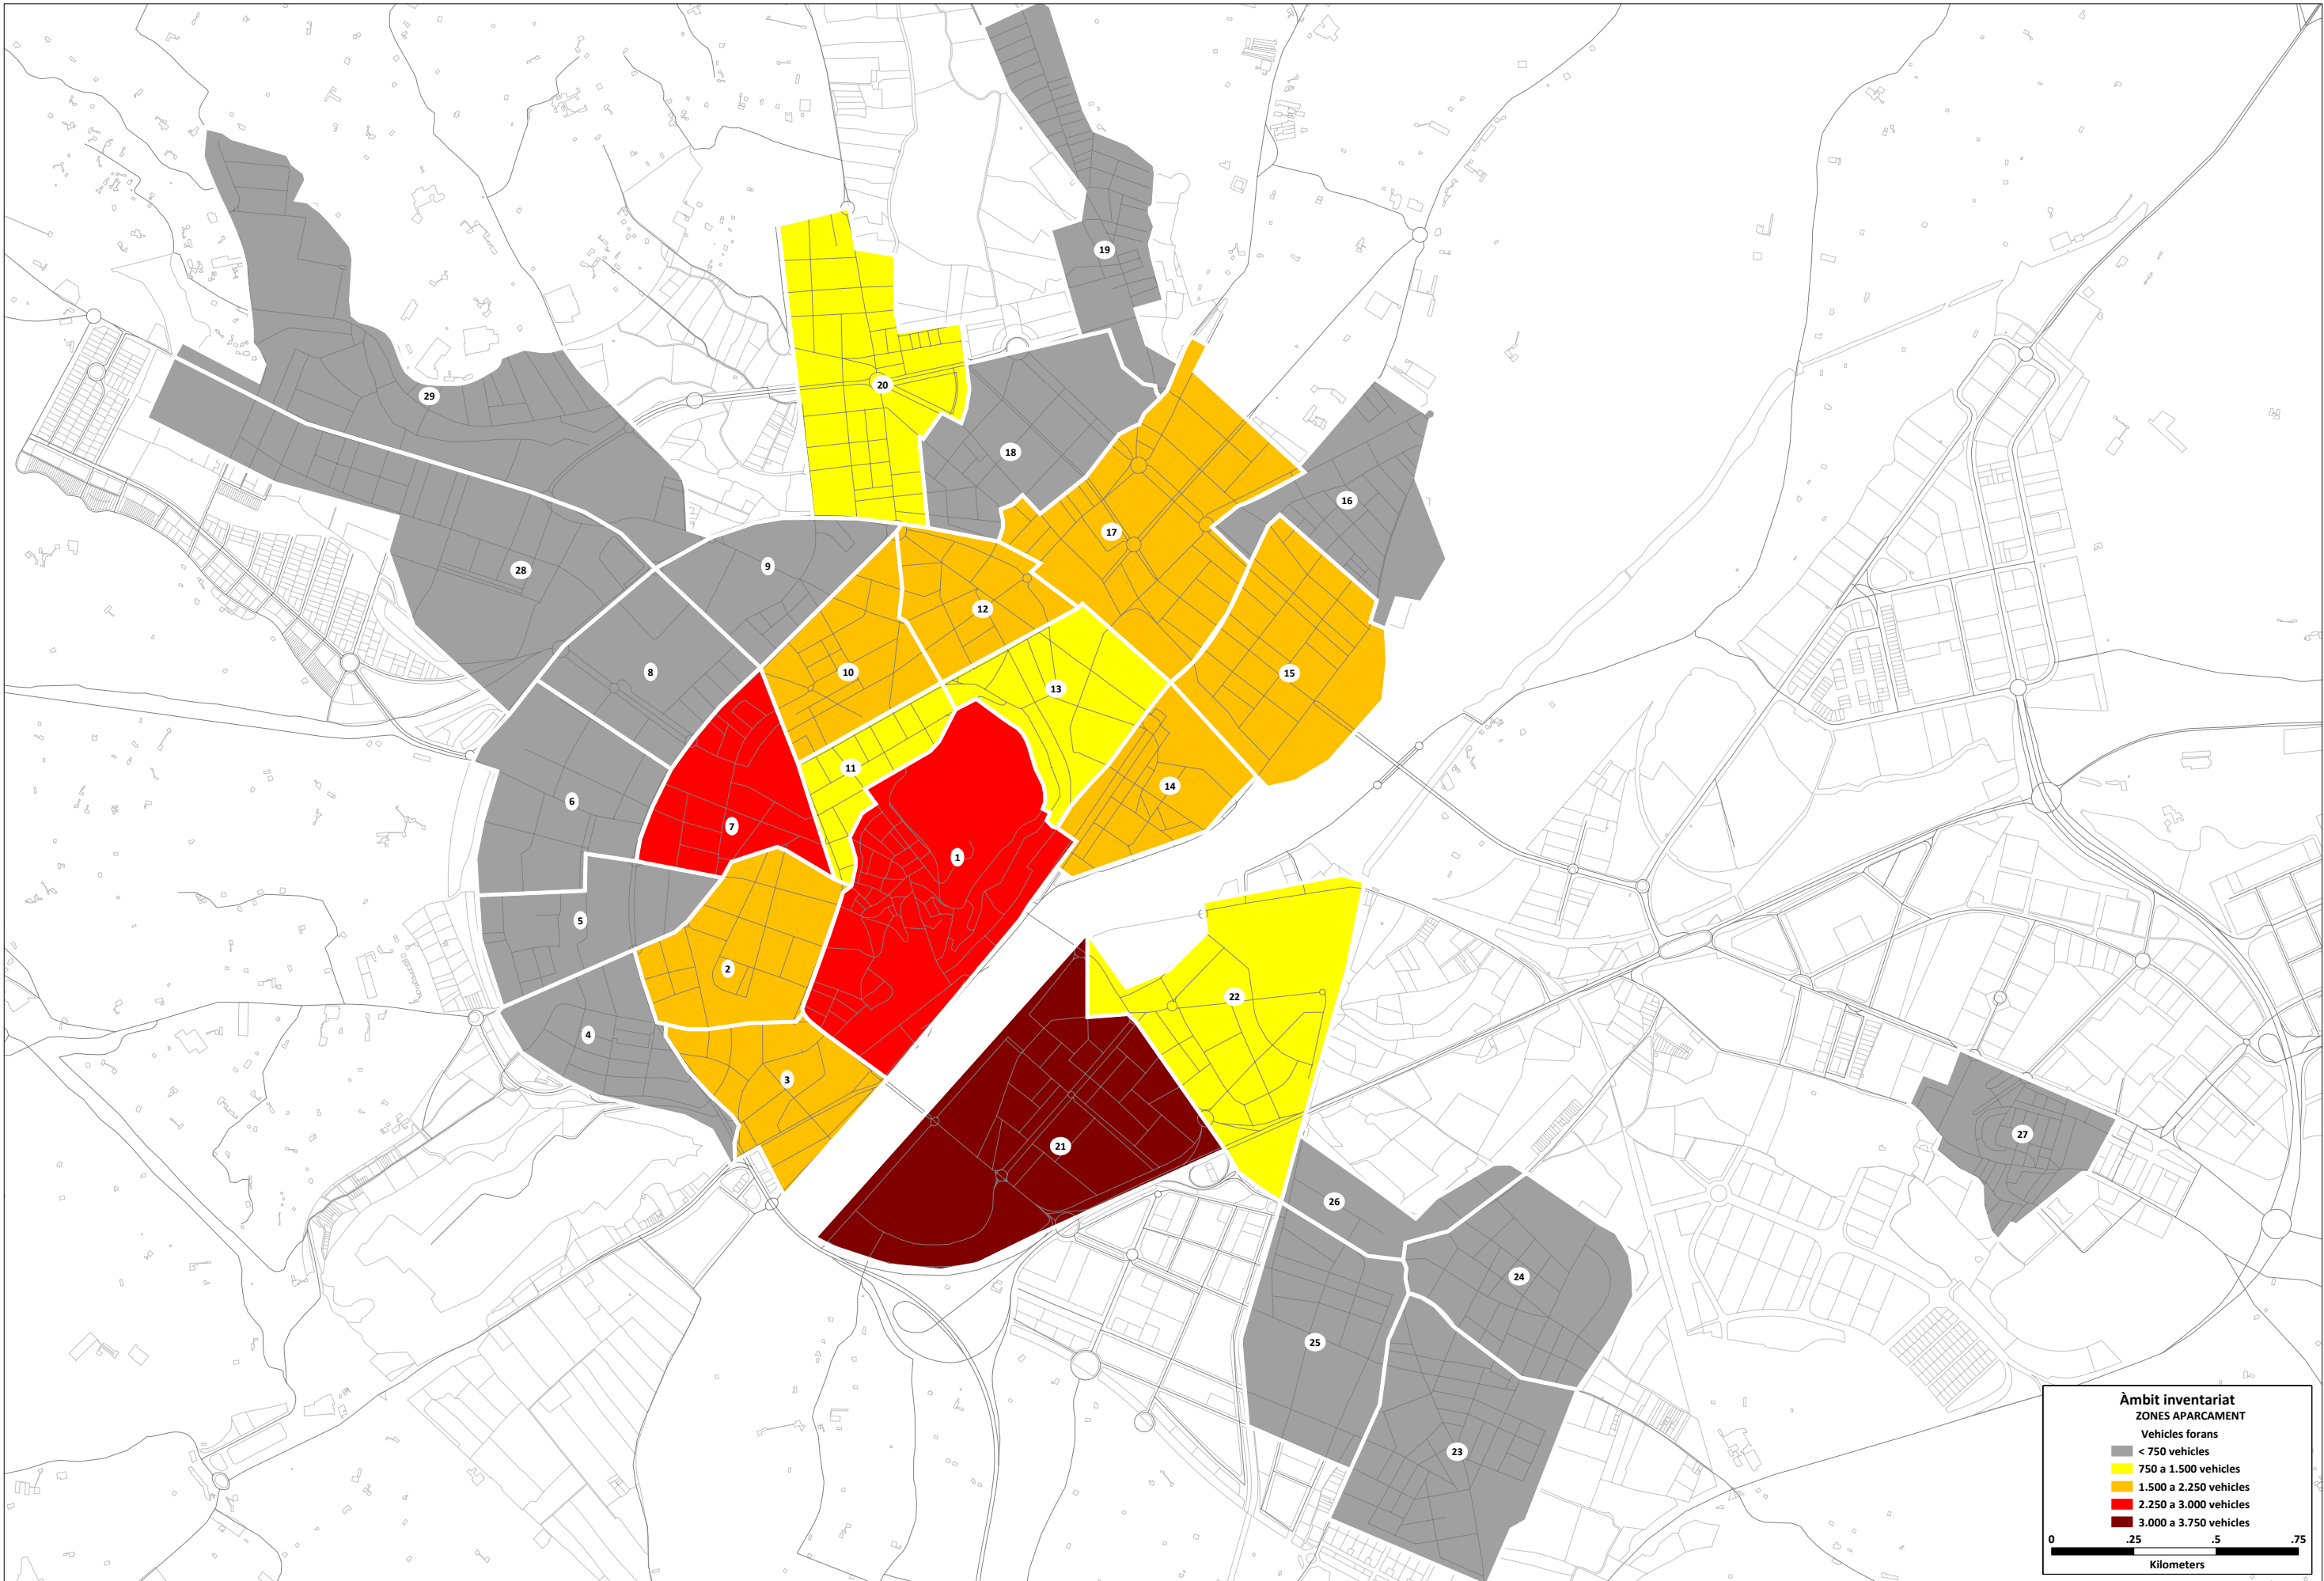 19
20
29
18
16
17
28
9
12
8
10
15
13
11
14
6
7
1
5
2
22
4
3
27
21
26
24
25
23
Àmbit inventariat
ZONES APARCAMENT
Vehicles forans
< 750 vehicles
750 a 1.500 vehicles
1.500 a 2.250 vehicles
2.250 a 3.000 vehicles
3.000 a 3.750 vehicles
0 .25 .5 .75
Kilometers